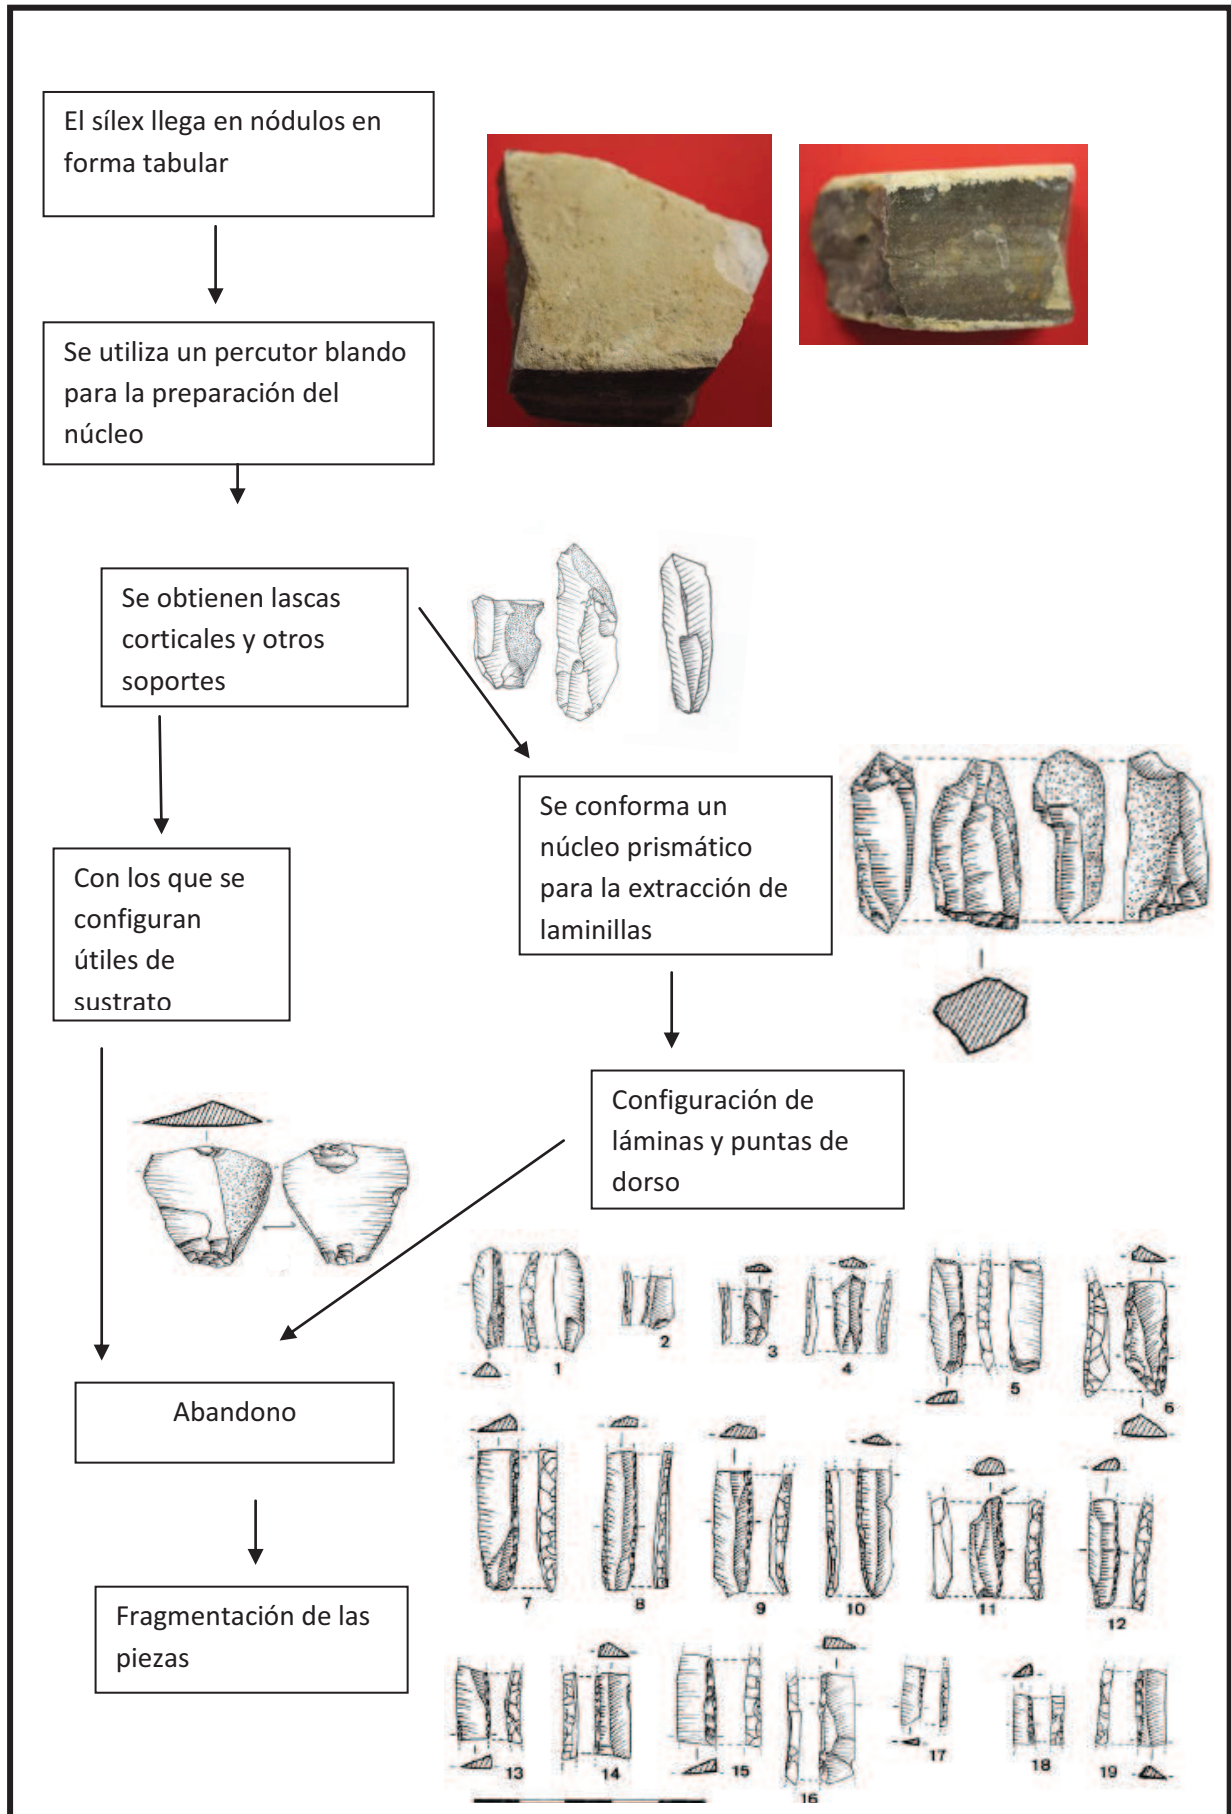 El sílex llega en nódulos en
forma tabular
Se utiliza un percutor blando
para la preparación del
núcleo
Se obtienen lascas
corticales y otros
soportes
Se conforma un
núcleo prismático
para la extracción de
laminillas
Con los que se
configuran
útiles de
sustrato
Configuración de
láminas y puntas de
dorso
Abandono
Fragmentación de las
piezas
1
2
3
4
5
6
7
8
9
10
11
12
13
14
15
16
17
18
19